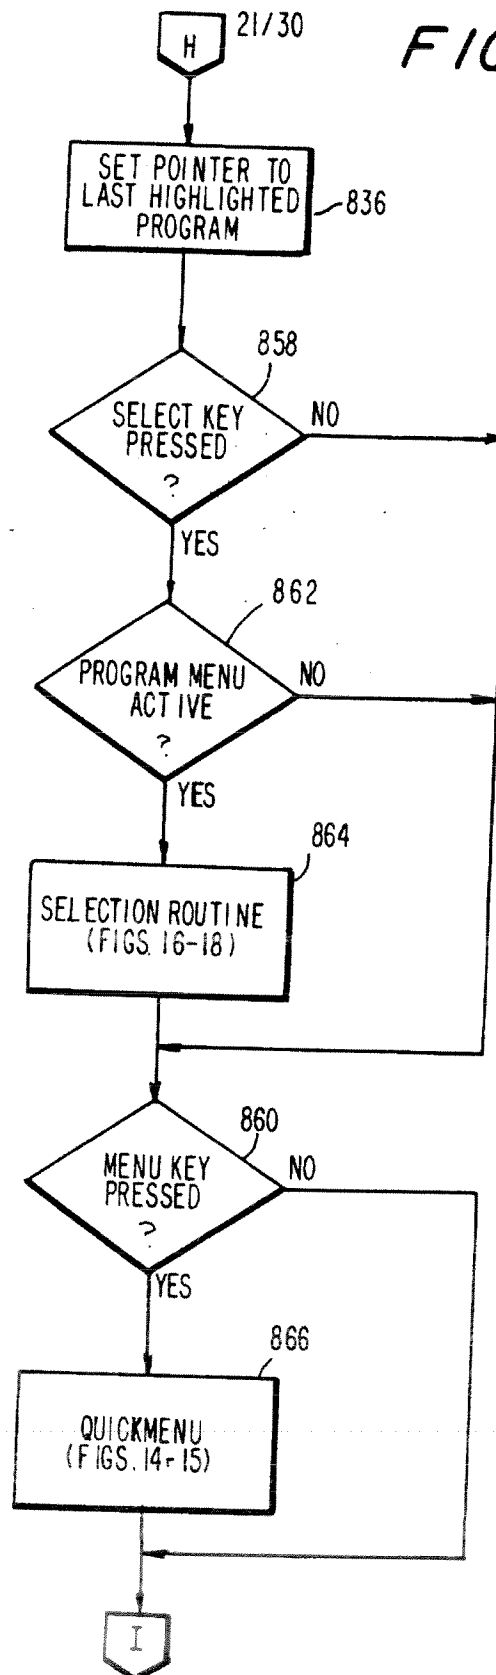 21/30
FIG
H
SET POINTER TO
LAST HIGHLIGHTED
PROGRAM
836
858
SELECT KEY
PRESSED
?
NO
YES
862
PROGRAM MENU
ACTIVE
?
NO
YES
864
SELECTION ROUTINE
(FIGS. 16-18)
860
MENU KEY
PRESSED
?
NO
YES
866
QUICKMENU
(FIGS. 14-15)
I